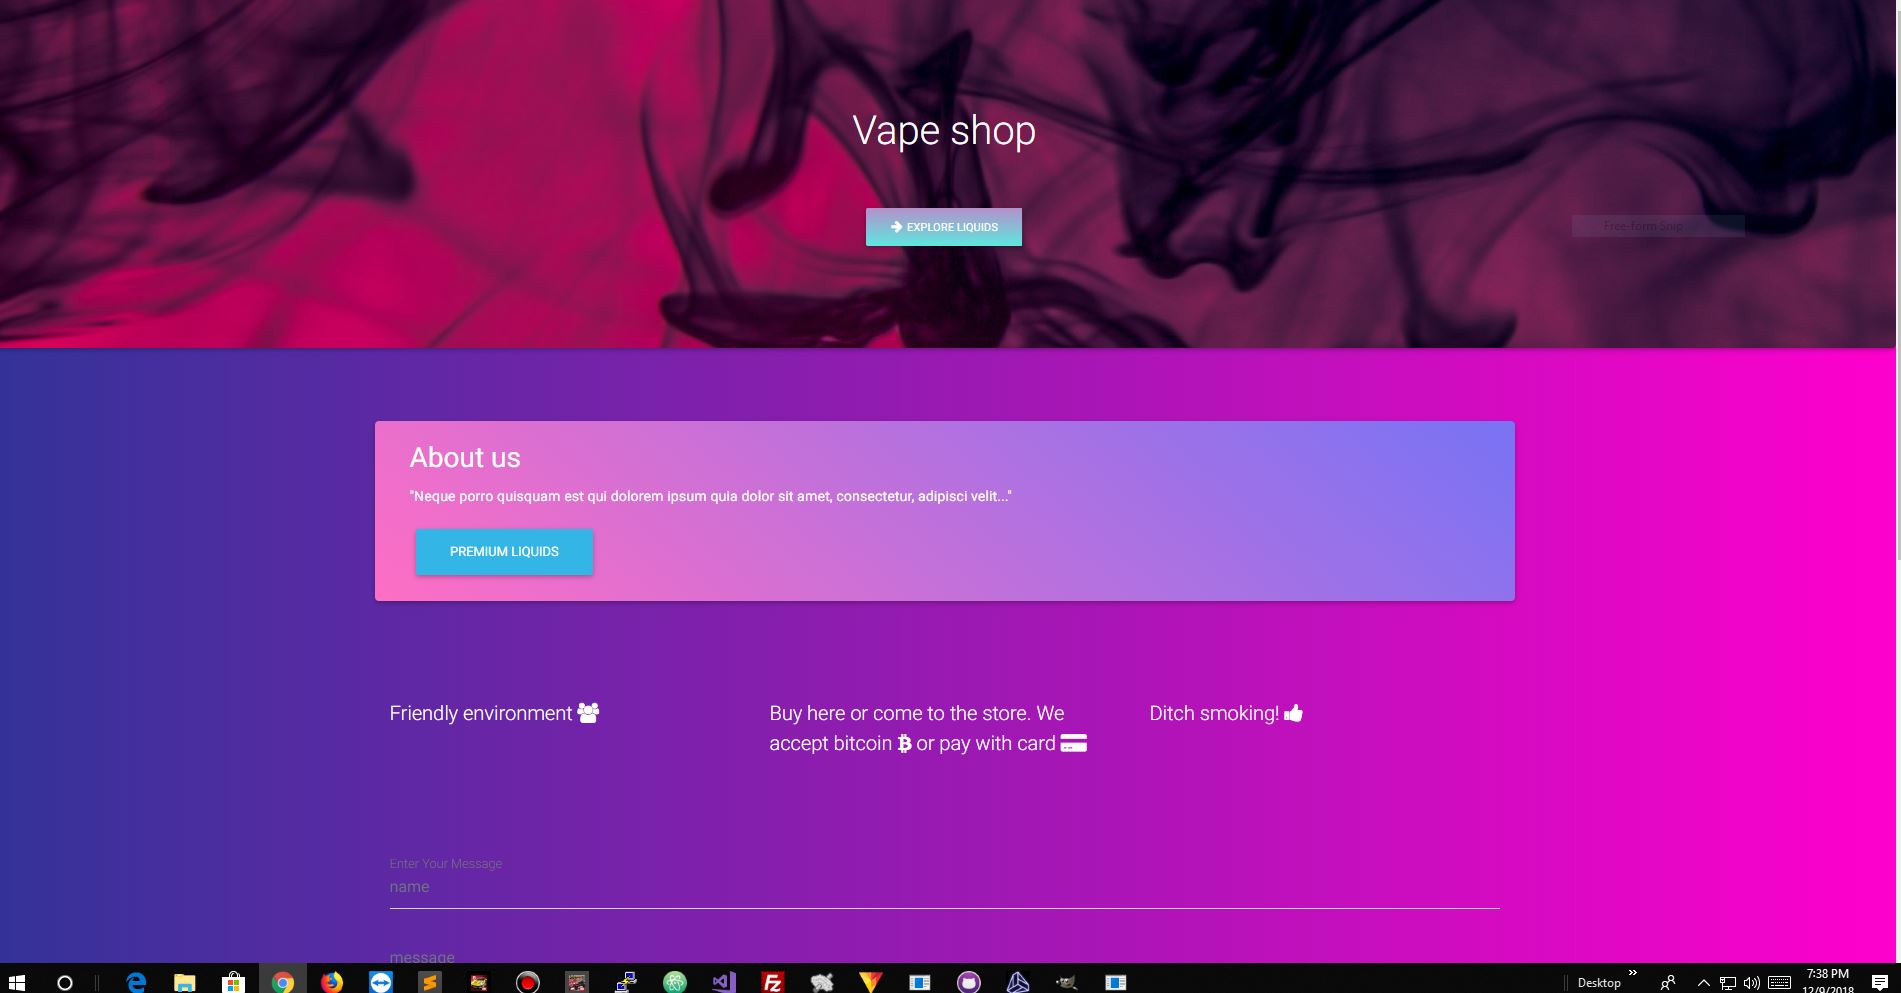 Vape shop
EXPLORE LIQUIDS
Free-form Snip
About us
"Neque porro quisquam est qui dolorem ipsum quia dolor sit amet, consectetur, adipisci velit..."
PREMIUM LIQUIDS
Friendly environment
Buy here or come to the store. We
accept bitcoin or pay with card
Ditch smoking!
Enter Your Message
name
message
Desktop
7:38 PM
12/9/2018